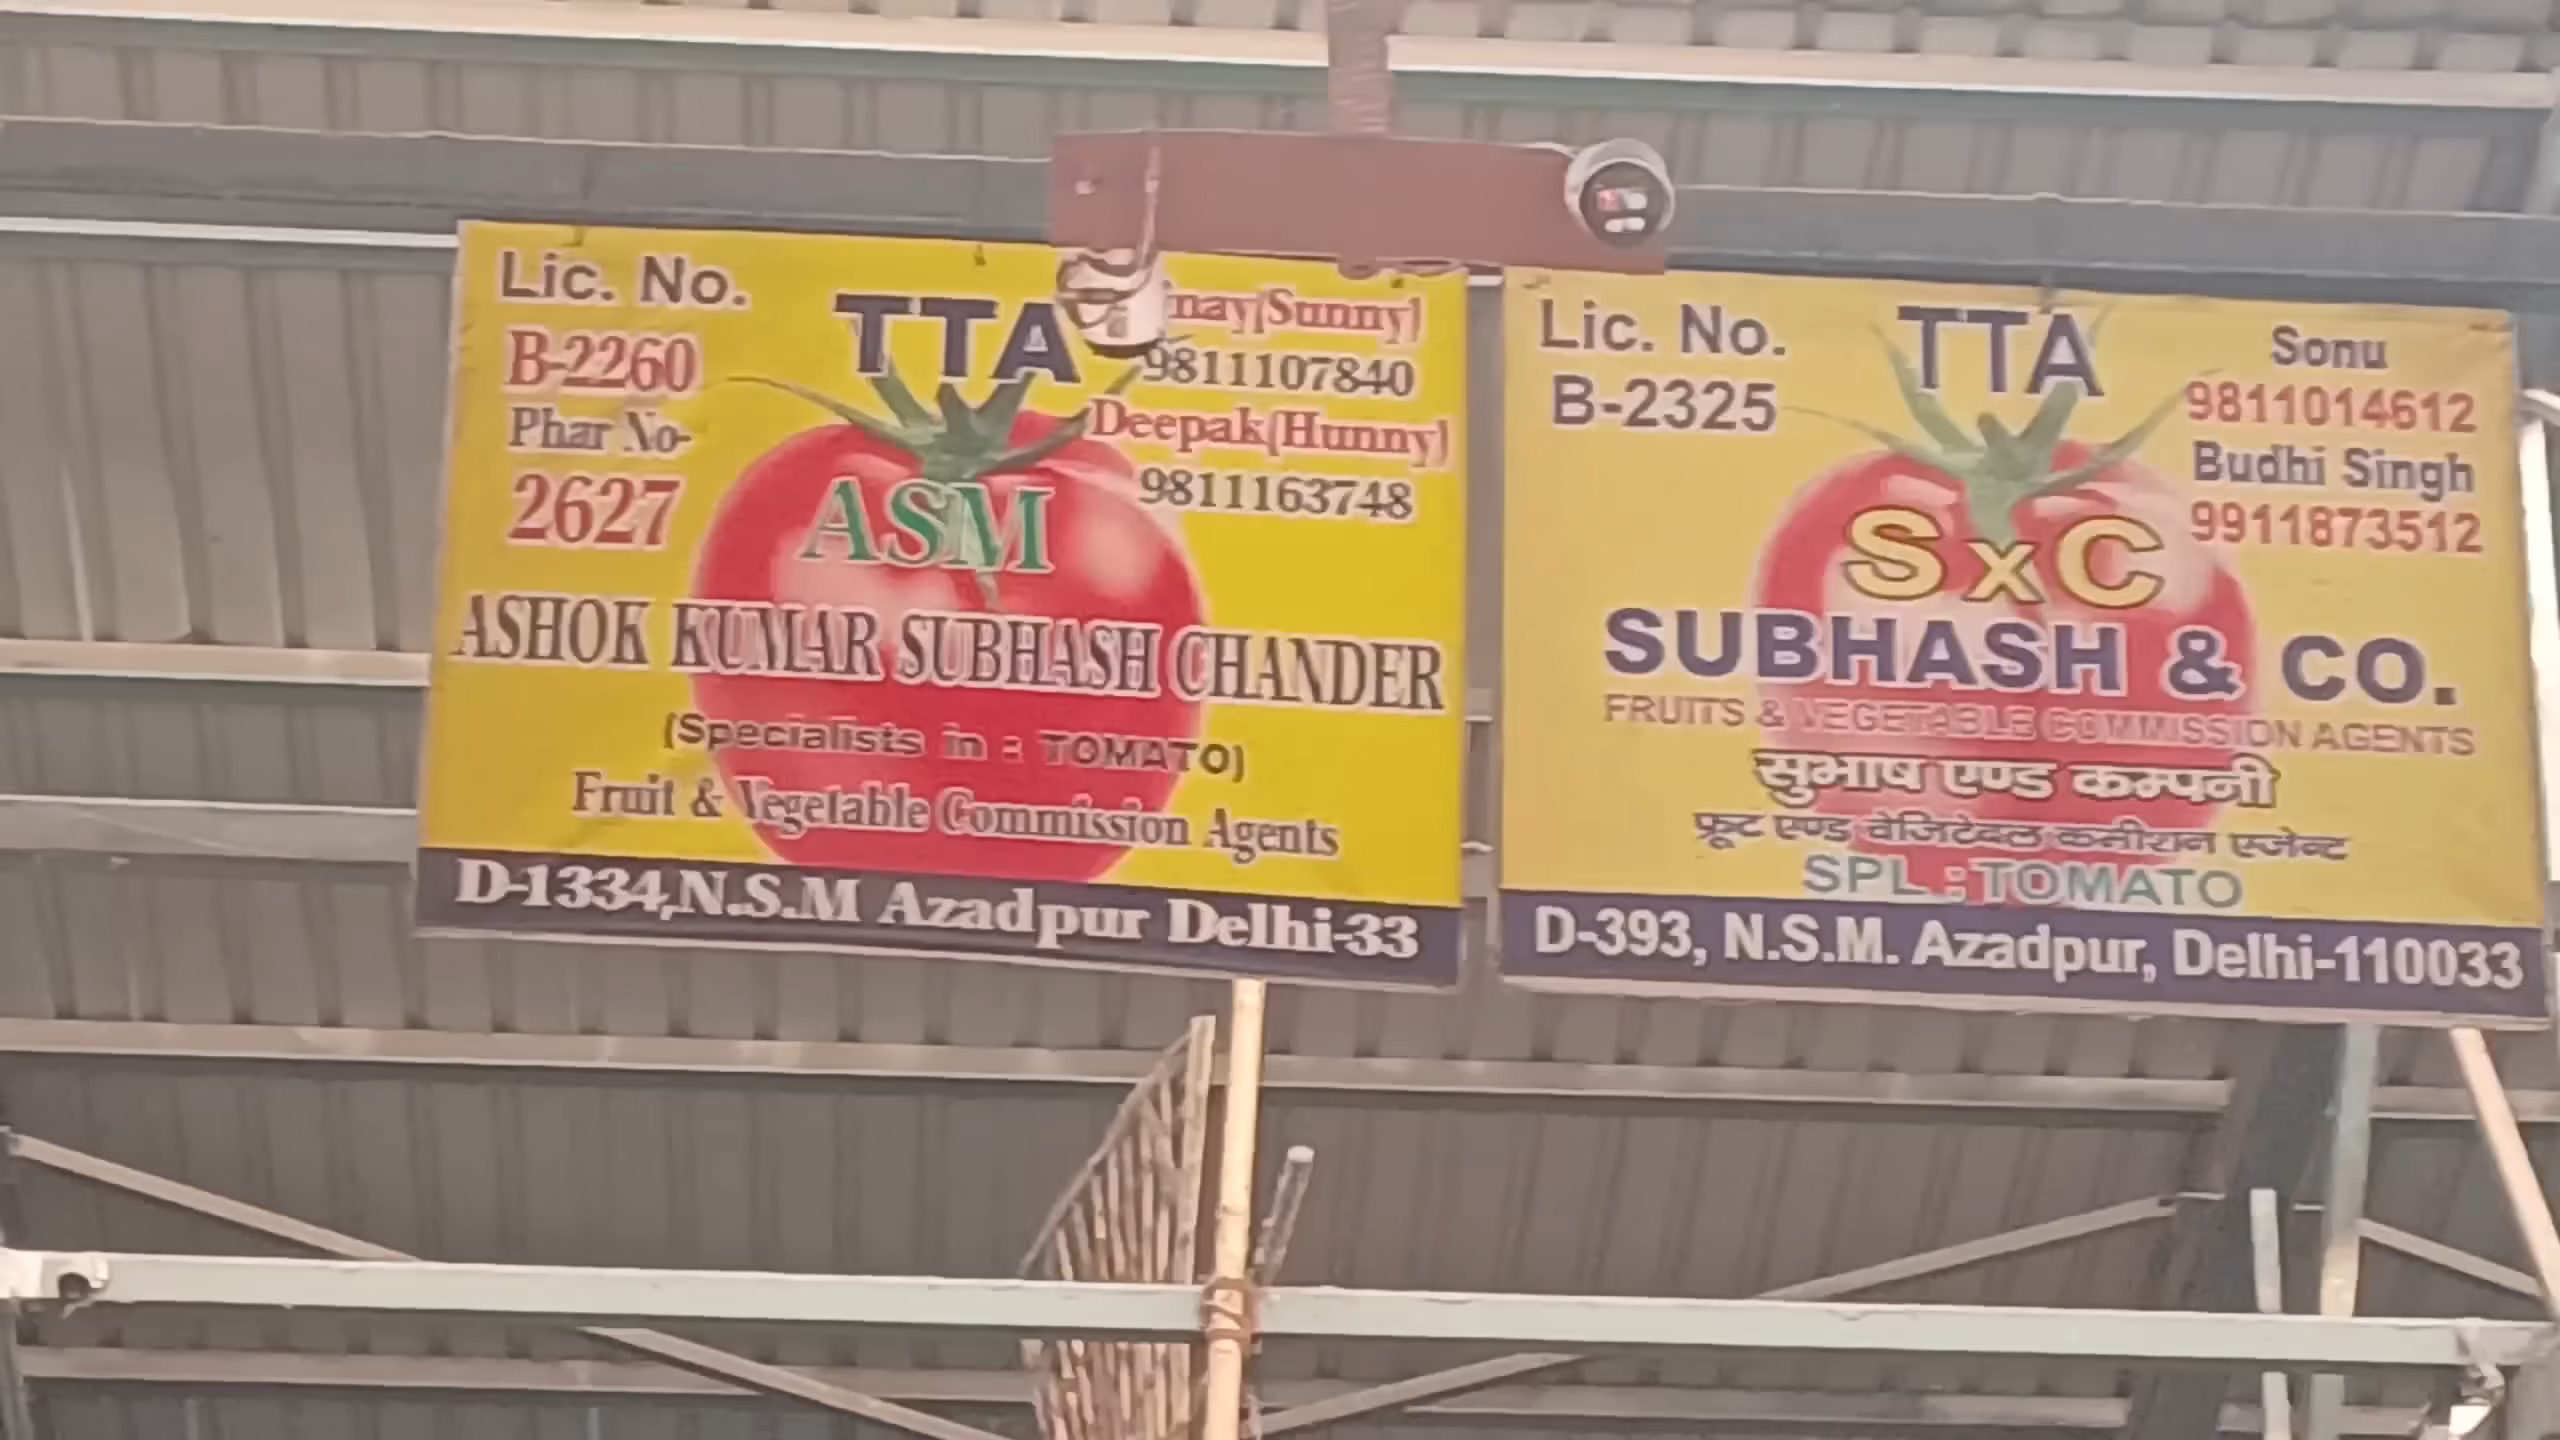 Lic. No.
B-2260
Phar No-
2627
TTA
(Sunny)
9811107840
Deepak(Hunny)
9811163748
ASM
ASHOK KUMAR SUBHASH CHANDER
(Specialists in : TOMATO)
Fruit & Vegetable Commission Agents
D-1334,N.S.M Azadpur Delhi-33
Lic. No.
B-2325
TTA
Sonu
9811014612
Budhi Singh
9911873512
SxC
SUBHASH & CO.
FRUITS & VEGETABLE COMMISSION AGENTS
सुभाष एण्ड कम्पनी
फ्रूट एण्ड वेजिटेबल कमीशन एजेन्ट
SPL : TOMATO
D-393, N.S.M. Azadpur, Delhi-110033